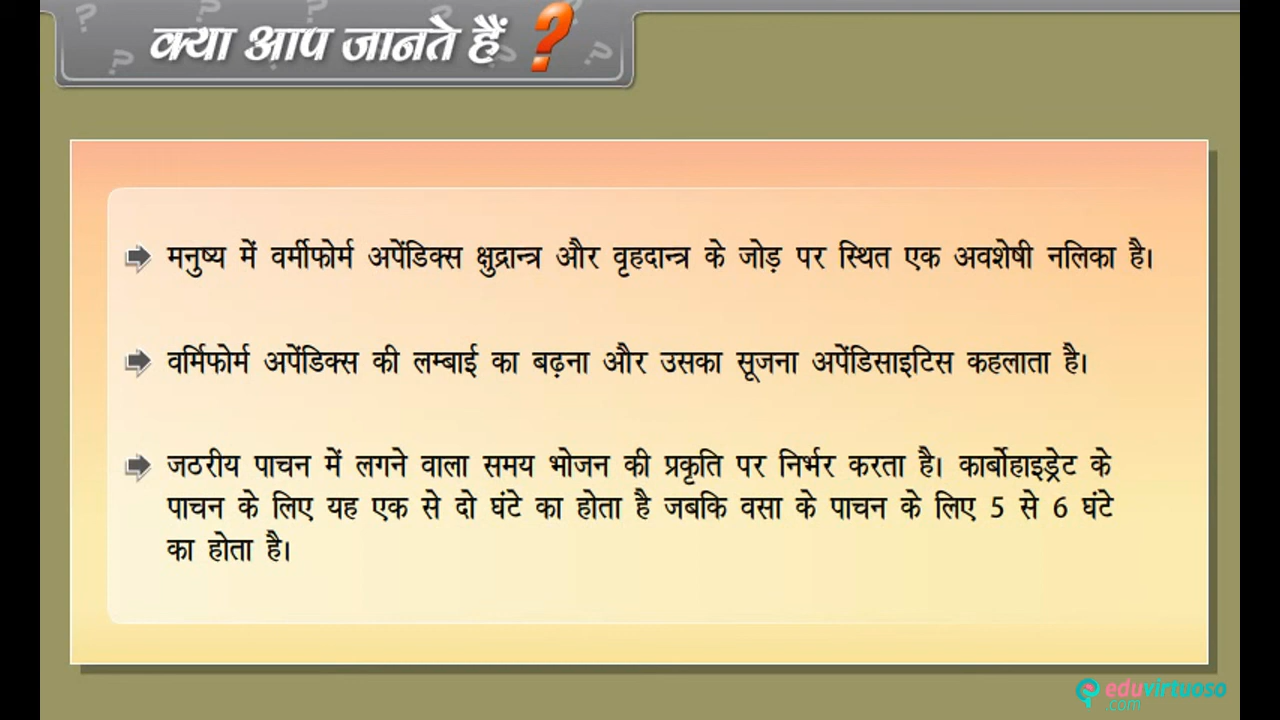 क्या आप जानते हैं ?
मनुष्य में वर्मीफोर्म अपेंडिक्स क्षुद्रान्त्र और वृहदान्त्र के जोड़ पर स्थित एक अवशेषी नलिका है।
वर्मिफोर्म अपेंडिक्स की लम्बाई का बढ़ना और उसका सूजना अपेंडिसाइटिस कहलाता है।
जठरीय पाचन में लगने वाला समय भोजन की प्रकृति पर निर्भर करता है। कार्बोहाइड्रेट के
पाचन के लिए यह एक से दो घंटे का होता है जबकि वसा के पाचन के लिए 5 से 6 घंटे
का होता है।
eduvirtuoso
.com